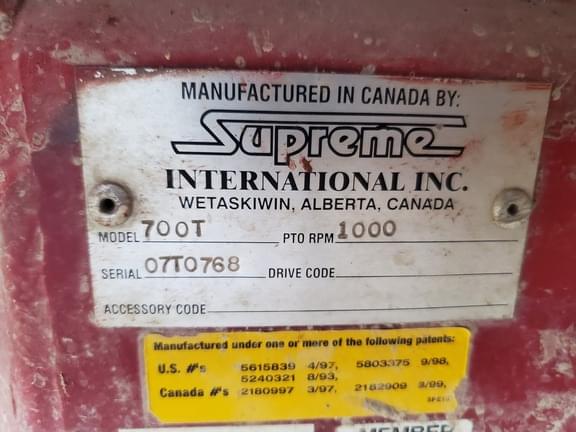 MANUFACTURED IN CANADA BY:
Supreme
INTERNATIONAL INC.
WETASKIWIN, ALBERTA, CANADA
MODEL 700T PTO RPM 1000
SERIAL 07T0768 DRIVE CODE
ACCESSORY CODE
Manufactured under one or more of the following patents:
U.S. #'s 5615839 4/97, 5803375 9/98,
5240321 8/93,
Canada #'s 2180997 3/97, 2182909 3/99,
MEMBER